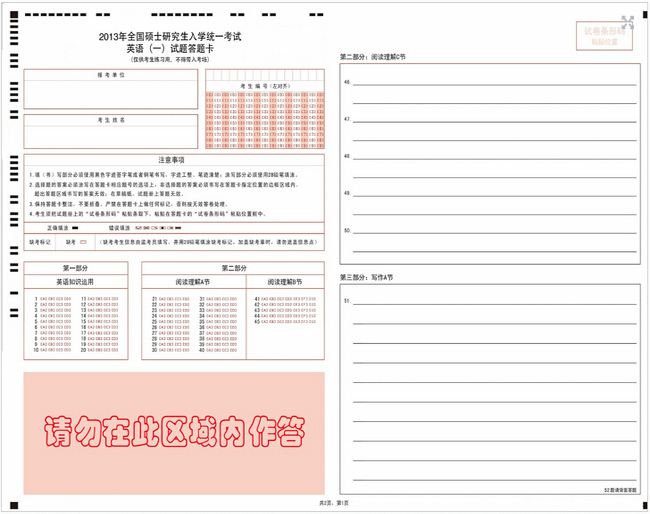 2013年全国硕士研究生入学统一考试
英语（一）试题答题卡
(仅供考生练习用，不得带入考场)
报考单位
考生姓名
考生编号（左对齐）
注意事项
1. 填（书）写部分必须使用黑色字迹签字笔或者钢笔书写，字迹工整、笔迹清楚；涂写部分必须使用2B铅笔填涂。
2. 选择题的答案必须涂写在答题卡相应题号的选项上，非选择题的答案必须书写在答题卡指定位置的边框区域内。
超出答题区域书写的答案无效；在草稿纸、试题册上答题无效。
3. 保持答题卡整洁、不要折叠，严禁在答题卡上做任何标记，否则按无效答卷处理。
4. 考生须把试题册上的“试卷条形码”粘贴条取下，粘贴在答题卡的“试卷条形码”粘贴位置框中。
正确填涂
错误填涂
缺考标记 缺考 （缺考考生信息由监考员填写，并用2B铅笔填涂缺考标记。加盖缺考章时，请勿遮盖信息点）
第一部分
英语知识运用
1 [A] [B] [C] [D] 11 [A] [B] [C] [D]
2 [A] [B] [C] [D] 12 [A] [B] [C] [D]
3 [A] [B] [C] [D] 13 [A] [B] [C] [D]
4 [A] [B] [C] [D] 14 [A] [B] [C] [D]
5 [A] [B] [C] [D] 15 [A] [B] [C] [D]
6 [A] [B] [C] [D] 16 [A] [B] [C] [D]
7 [A] [B] [C] [D] 17 [A] [B] [C] [D]
8 [A] [B] [C] [D] 18 [A] [B] [C] [D]
9 [A] [B] [C] [D] 19 [A] [B] [C] [D]
10 [A] [B] [C] [D] 20 [A] [B] [C] [D]
第二部分
阅读理解A节
21 [A] [B] [C] [D] 31 [A] [B] [C] [D]
22 [A] [B] [C] [D] 32 [A] [B] [C] [D]
23 [A] [B] [C] [D] 33 [A] [B] [C] [D]
24 [A] [B] [C] [D] 34 [A] [B] [C] [D]
25 [A] [B] [C] [D] 35 [A] [B] [C] [D]
26 [A] [B] [C] [D] 36 [A] [B] [C] [D]
27 [A] [B] [C] [D] 37 [A] [B] [C] [D]
28 [A] [B] [C] [D] 38 [A] [B] [C] [D]
29 [A] [B] [C] [D] 39 [A] [B] [C] [D]
30 [A] [B] [C] [D] 40 [A] [B] [C] [D]
阅读理解B节
41 [A] [B] [C] [D] [E] [F] [G]
42 [A] [B] [C] [D] [E] [F] [G]
43 [A] [B] [C] [D] [E] [F] [G]
44 [A] [B] [C] [D] [E] [F] [G]
45 [A] [B] [C] [D] [E] [F] [G]
请勿在此区域内作答
试卷条形码
粘贴位置
第二部分：阅读理解C节
46.
47.
48.
49.
50.
第三部分：写作A节
51.
52题请背面答题
共2页，第1页